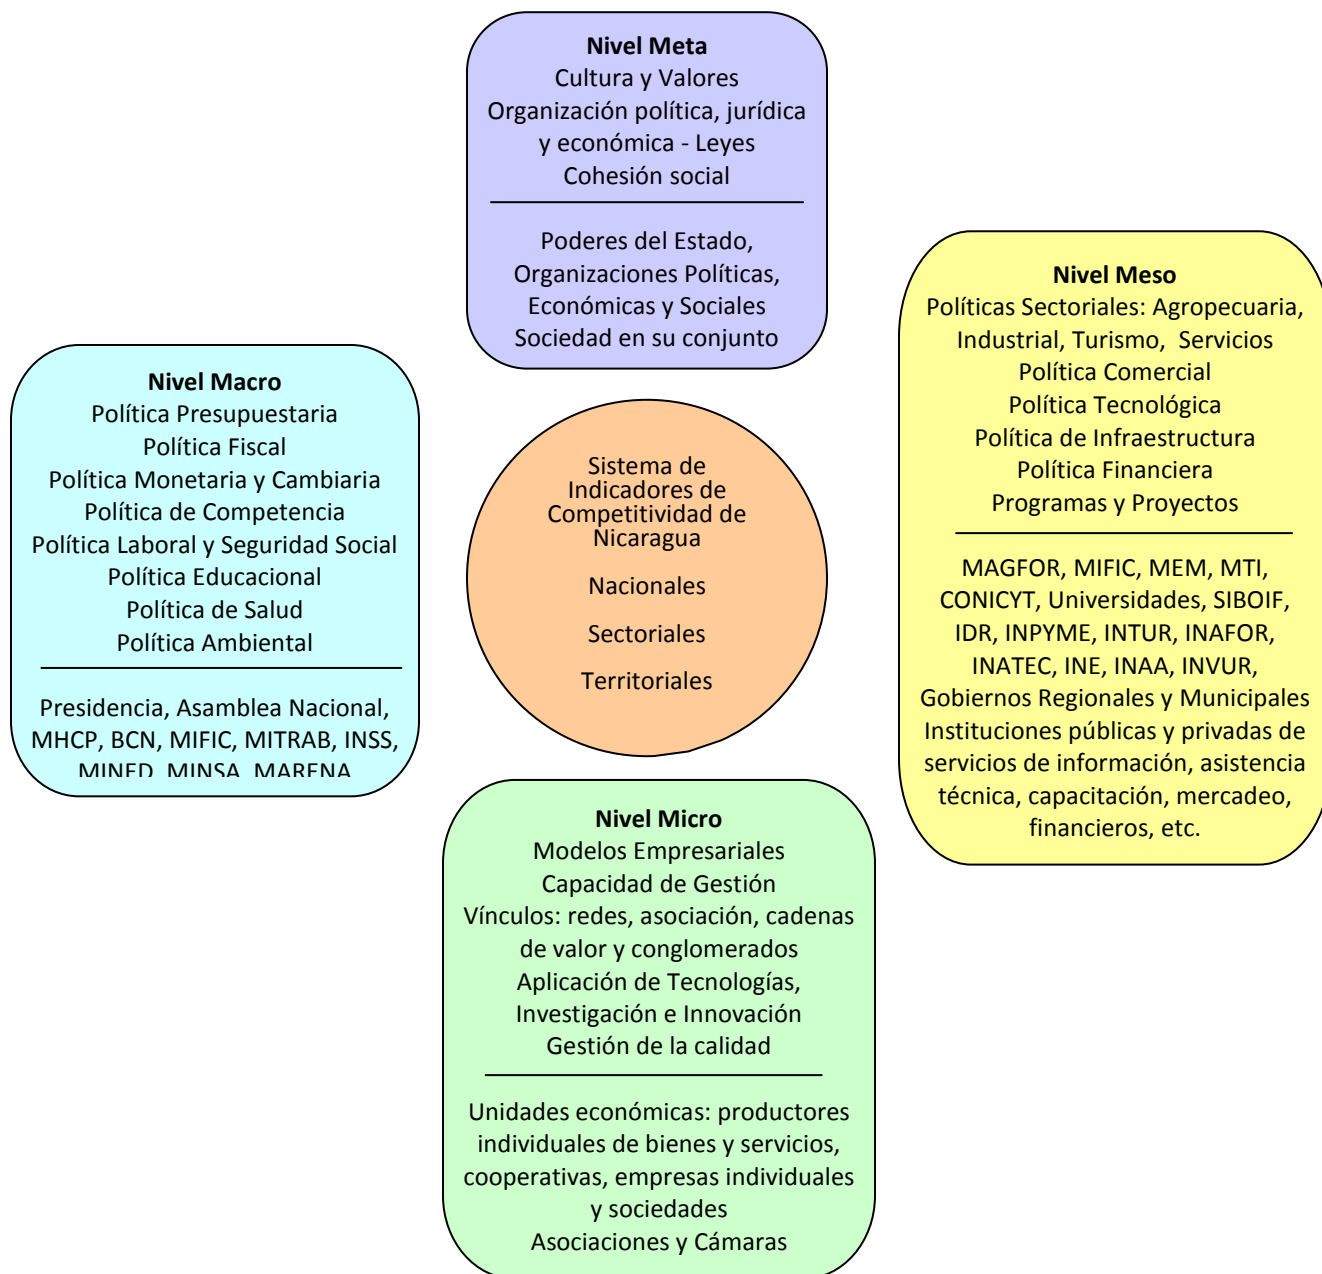 Nivel Meta
Cultura y Valores
Organización política, jurídica
y económica - Leyes
Cohesión social
Poderes del Estado,
Organizaciones Políticas,
Económicas y Sociales
Sociedad en su conjunto
Nivel Macro
Política Presupuestaria
Política Fiscal
Política Monetaria y Cambiaria
Política de Competencia
Política Laboral y Seguridad Social
Política Educacional
Política de Salud
Política Ambiental
Presidencia, Asamblea Nacional,
MHCP, BCN, MIFIC, MITRAB, INSS,
MINED, MINSA, MARENA
Sistema de
Indicadores de
Competitividad de
Nicaragua
Nacionales
Sectoriales
Territoriales
Nivel Meso
Políticas Sectoriales: Agropecuaria,
Industrial, Turismo, Servicios
Política Comercial
Política Tecnológica
Política de Infraestructura
Política Financiera
Programas y Proyectos
MAGFOR, MIFIC, MEM, MTI,
CONICYT, Universidades, SIBOIF,
IDR, INPYME, INTUR, INAFOR,
INATEC, INE, INAA, INVUR,
Gobiernos Regionales y Municipales
Instituciones públicas y privadas de
servicios de información, asistencia
técnica, capacitación, mercadeo,
financieros, etc.
Nivel Micro
Modelos Empresariales
Capacidad de Gestión
Vínculos: redes, asociación, cadenas
de valor y conglomerados
Aplicación de Tecnologías,
Investigación e Innovación
Gestión de la calidad
Unidades económicas: productores
individuales de bienes y servicios,
cooperativas, empresas individuales
y sociedades
Asociaciones y Cámaras